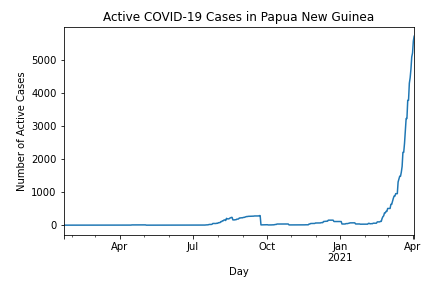 Active COVID-19 Cases in Papua New Guinea
Number of Active Cases
5000
4000
3000
2000
1000
0
Apr
Jul
Oct
Jan
2021
Apr
Day